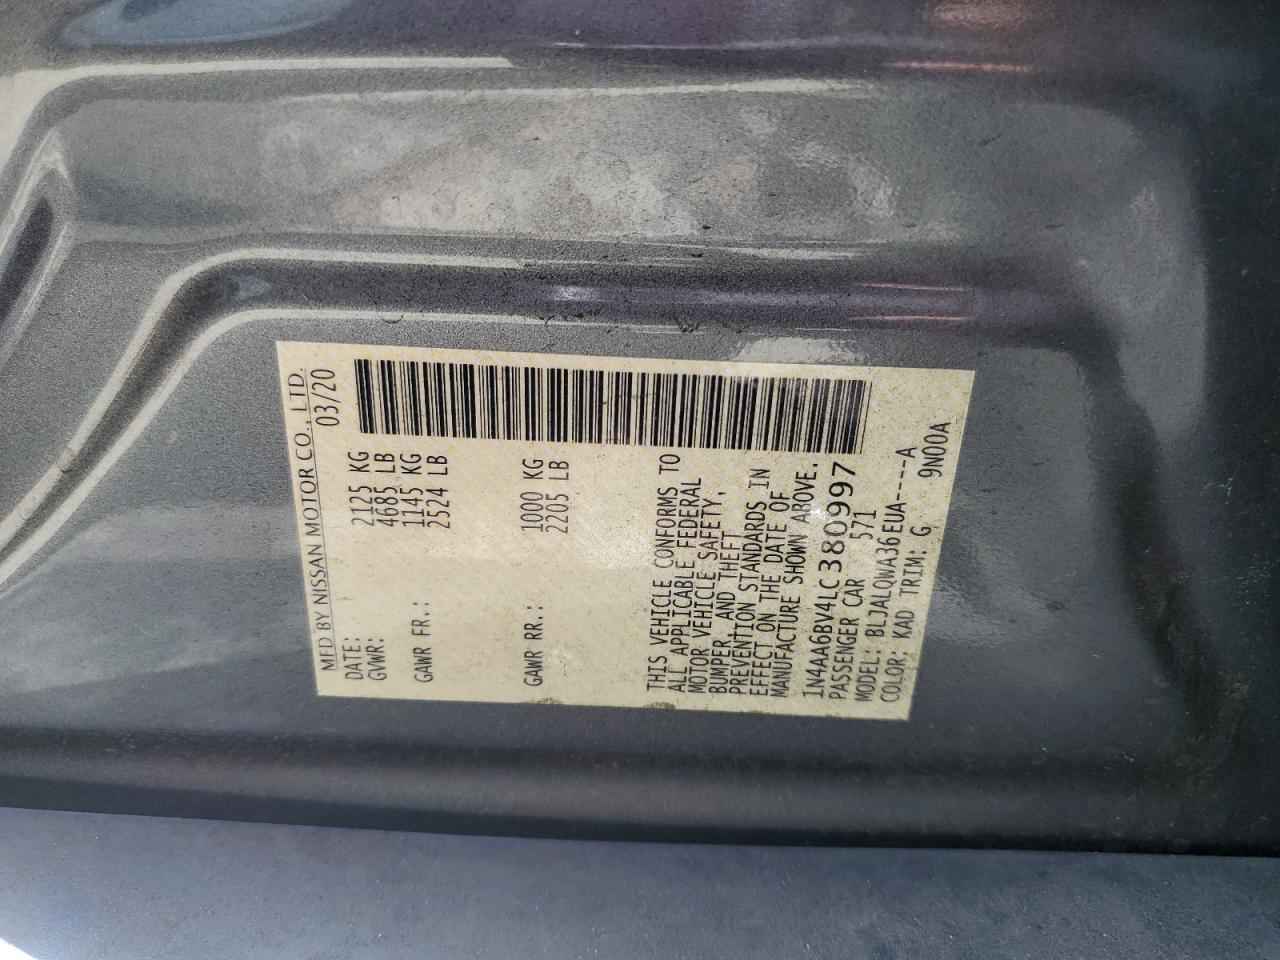 MFD BY NISSAN MOTOR CO., LTD.
DATE: 03/20
GVWR: 2125 KG
4685 LB
GAWR FR.: 1145 KG
2524 LB
GAWR RR.: 1000 KG
2205 LB
THIS VEHICLE CONFORMS TO
ALL APPLICABLE FEDERAL
MOTOR VEHICLE SAFETY,
BUMPER, AND THEFT
PREVENTION STANDARDS IN
EFFECT ON THE DATE OF
MANUFACTURE SHOWN ABOVE.
1N4AA6BV4LC380997
PASSENGER CAR 571
MODEL: BLJALQWA36EUA----A
COLOR: KAD TRIM: G 9N00A